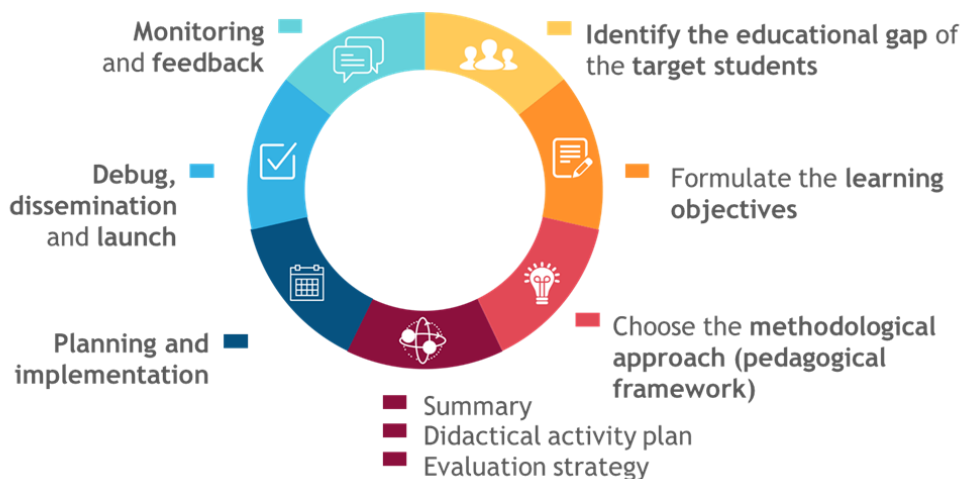 Monitoring
and feedback
Identify the educational gap of
the target students
Debug,
dissemination
and launch
Formulate the learning
objectives
Planning and
implementation
Choose the methodological
approach (pedagogical
framework)
Summary
Didactical activity plan
Evaluation strategy